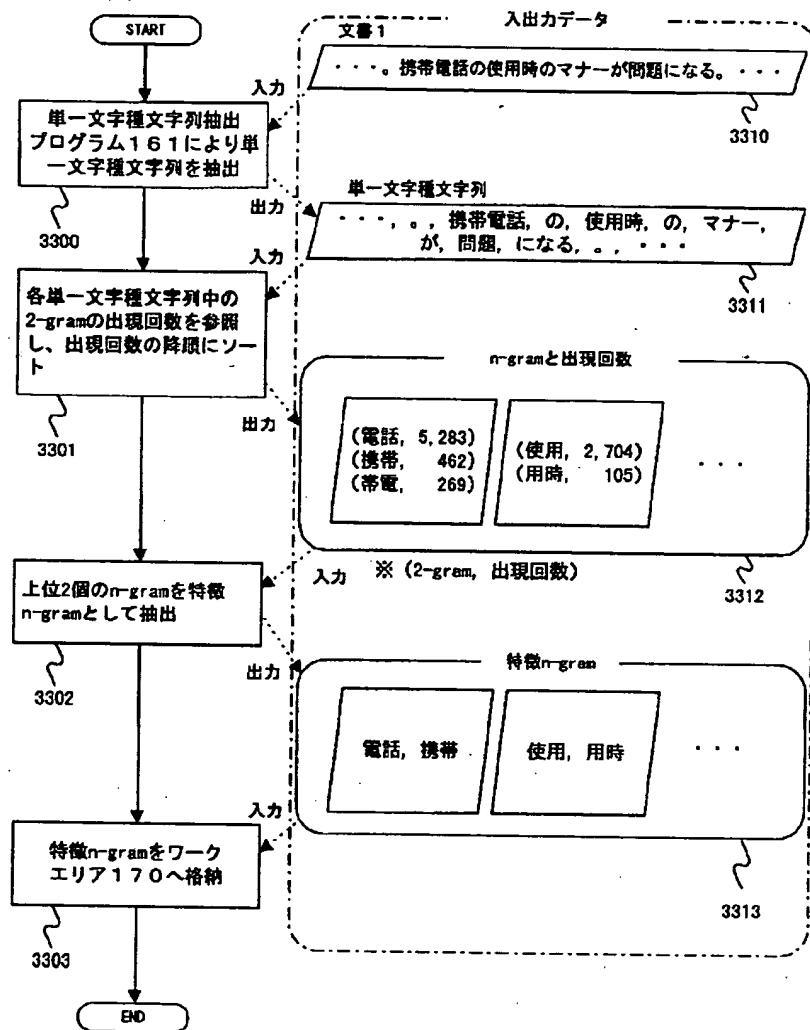 START
入出力データ
文書1
・・・。携帯電話の使用時のマナーが問題になる。・・・
3310
入力
単一文字種文字列抽出
プログラム161により単
一文字種文字列を抽出
3300
出力
単一文字種文字列
・・・, 。, 携帯電話, の, 使用時, の, マナー,
が, 問題, になる, 。, ・・・
3311
入力
各単一文字種文字列中の
2-gramの出現回数を参照
し、出現回数の降順にソー
ト
3301
出力
n-gramと出現回数
(電話, 5,283)
(携帯, 462)
(帯電, 269)
(使用, 2,704)
(用時, 105)
・・・
3312
入力
※ (2-gram, 出現回数)
上位2個のn-gramを特徴
n-gramとして抽出
3302
出力
特徴n-gram
電話, 携帯
使用, 用時
・・・
3313
入力
特徴n-gramをワーク
エリア170へ格納
3303
END